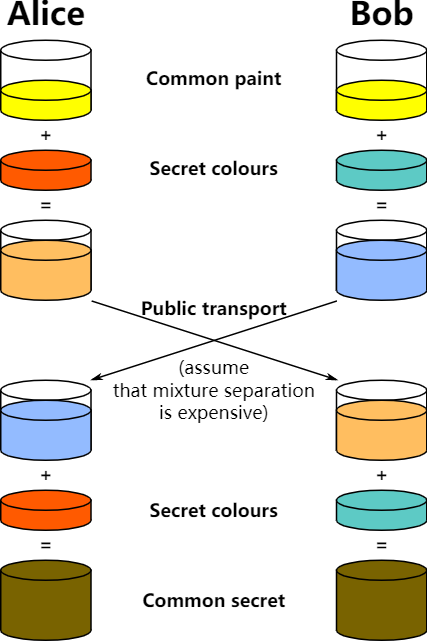 Alice Bob
Common paint
+ +
Secret colours
= =
Public transport
(assume
that mixture separation
is expensive)
+ +
Secret colours
= =
Common secret